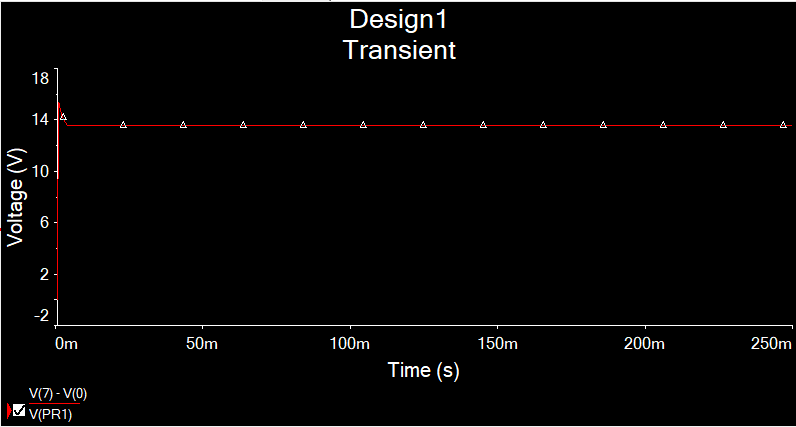 Design1
Transient
18
14
10
6
2
-2
Voltage (V)
0m 50m 100m 150m 200m 250m
Time (s)
V(7) - V(0)
V(PR1)